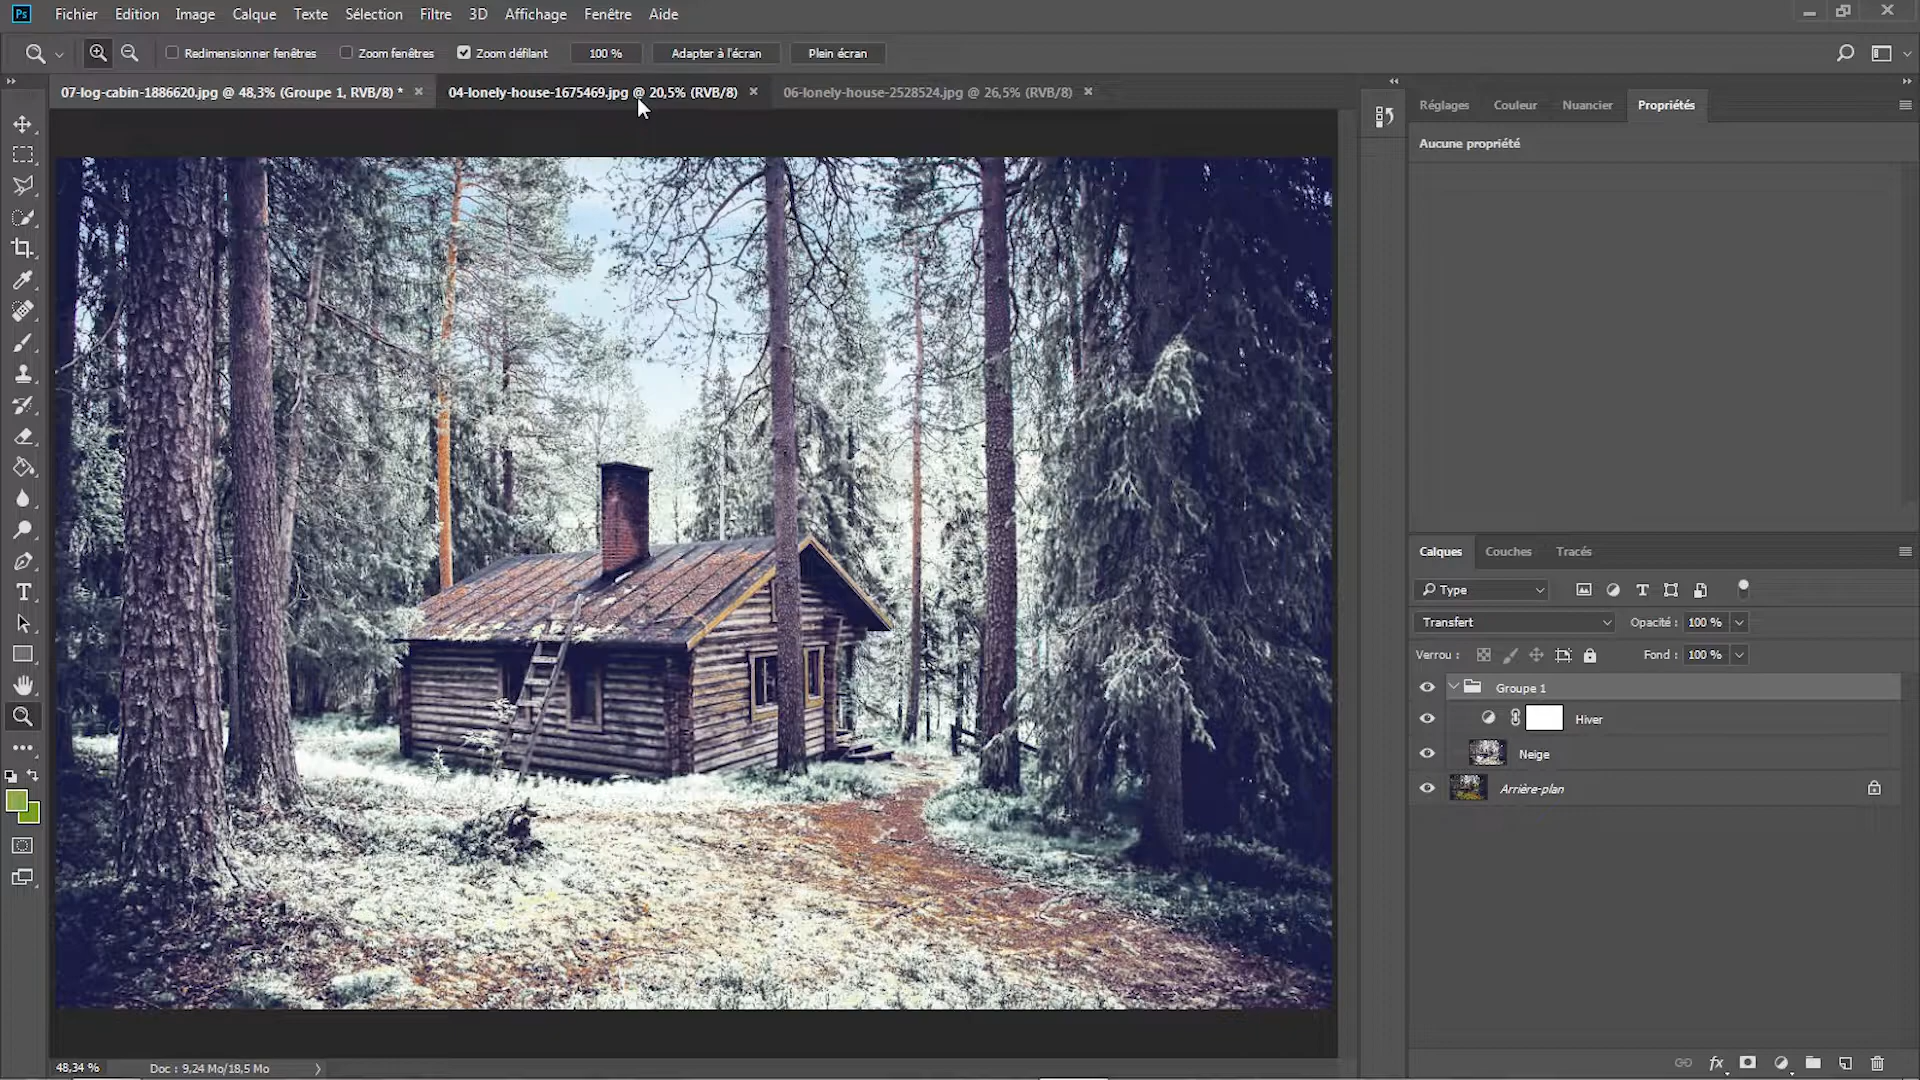 Ps Fichier Edition Image Calque Texte Sélection Filtre 3D Affichage Fenêtre Aide
Redimensionner fenêtres Zoom fenêtres Zoom défilant 100 % Adapter à l'écran Plein écran
07-log-cabin-1886620.jpg @ 48,3% (Groupe 1, RVB/8) * 04-lonely-house-1675469.jpg @ 20,5% (RVB/8) 06-lonely-house-2528524.jpg @ 26,5% (RVB/8)
Réglages Couleur Nuancier Propriétés
Aucune propriété
Calques Couches Tracés
Type
Transfert Opacité : 100 %
Verrou : Fond : 100 %
Groupe 1
Hiver
Neige
Arrière-plan
48,34 % Doc : 9,24 Mo/18,5 Mo